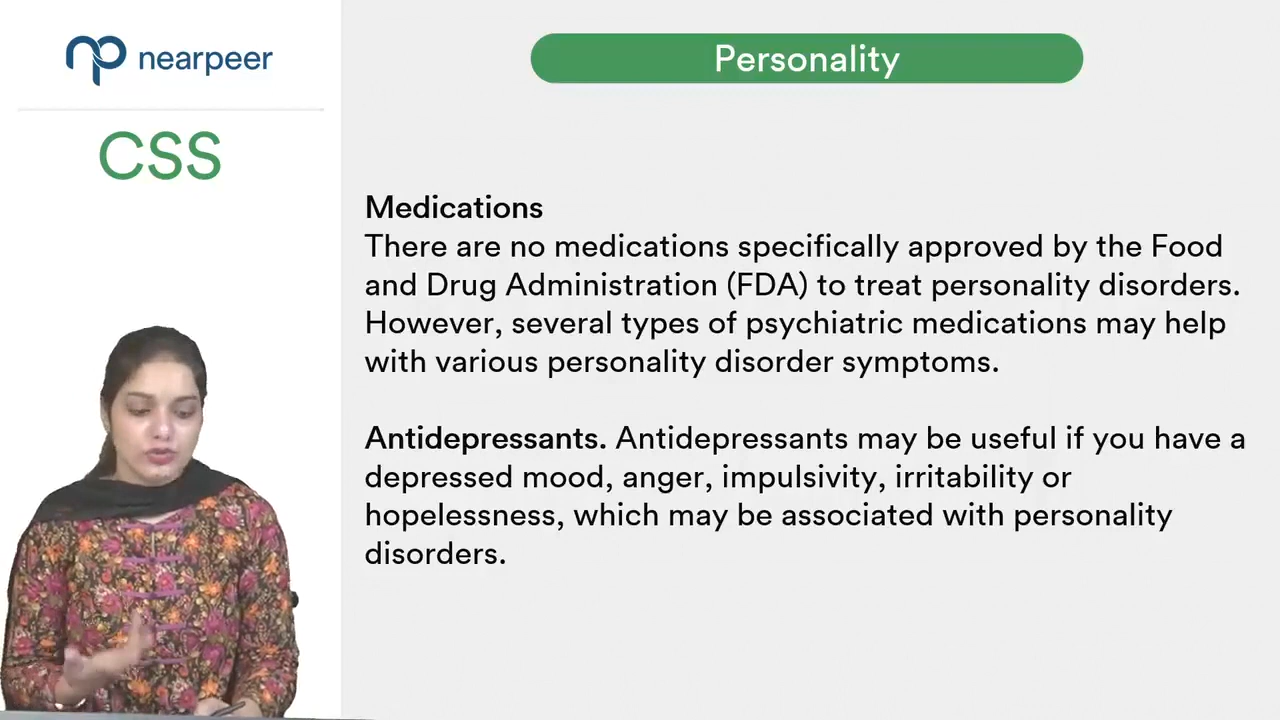 nearpeer
CSS
Personality
Medications
There are no medications specifically approved by the Food
and Drug Administration (FDA) to treat personality disorders.
However, several types of psychiatric medications may help
with various personality disorder symptoms.
Antidepressants. Antidepressants may be useful if you have a
depressed mood, anger, impulsivity, irritability or
hopelessness, which may be associated with personality
disorders.